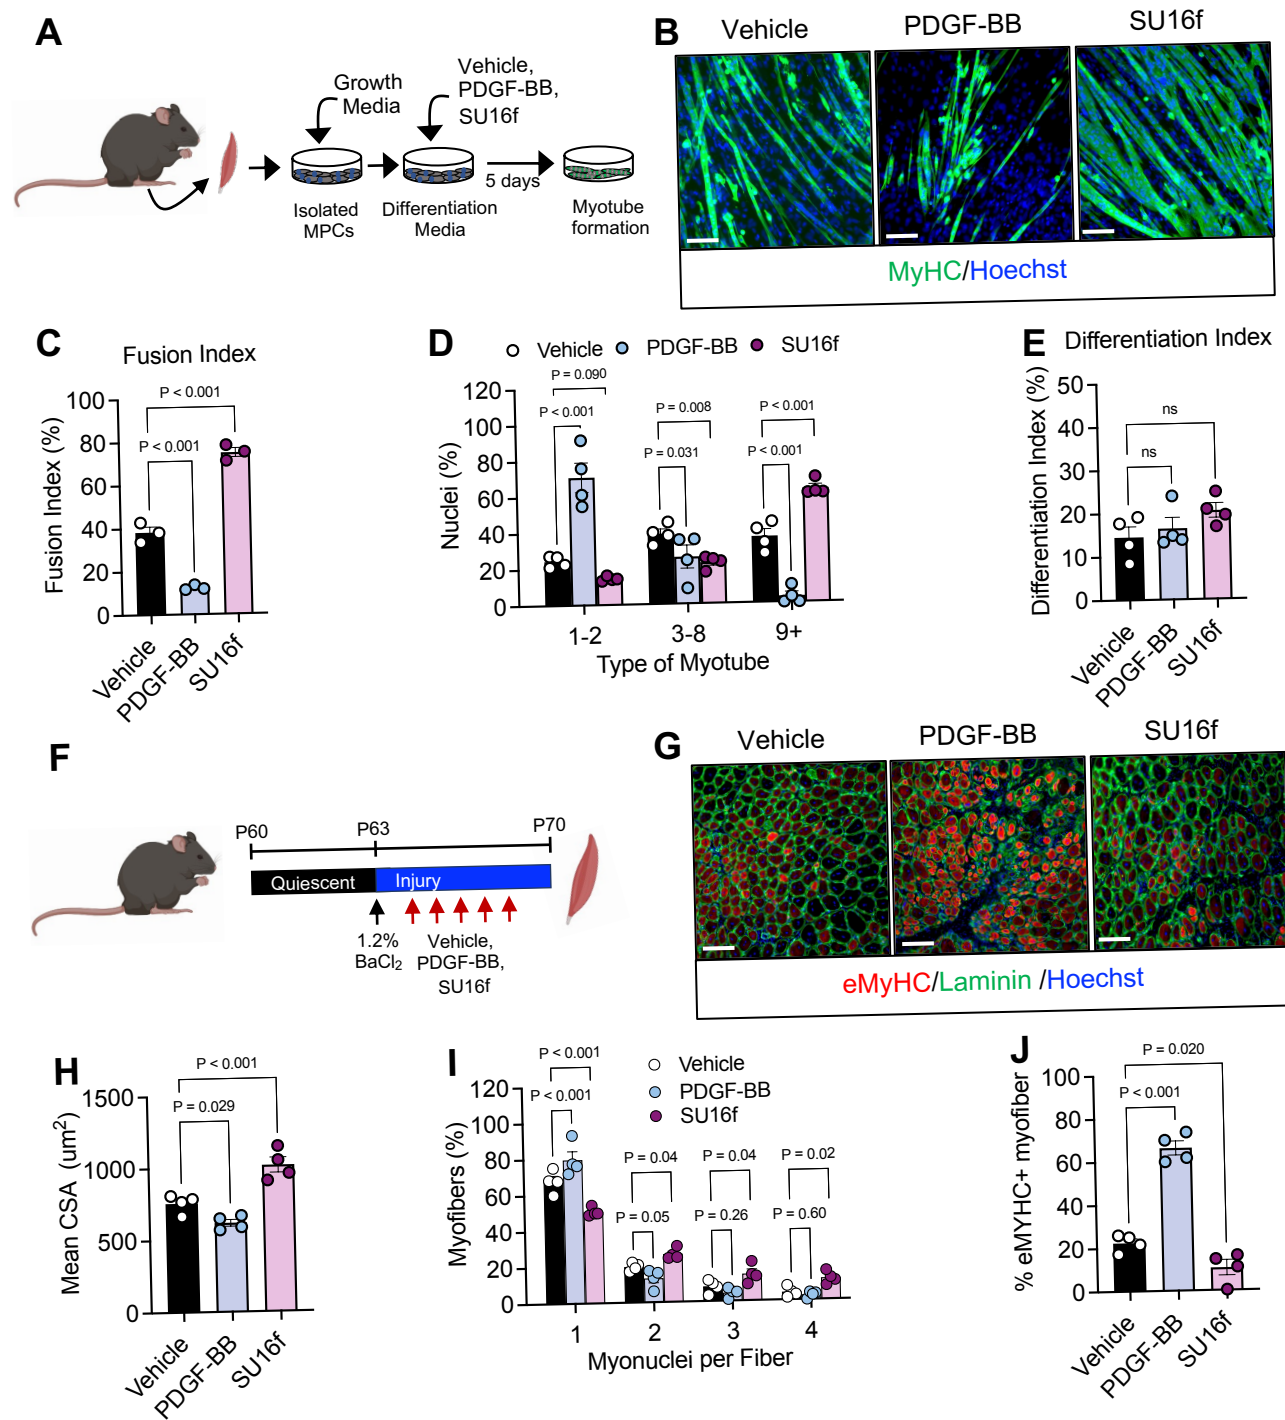 A
Growth
Media
Vehicle,
PDGF-BB,
SU16f
5 days
Isolated
MPCs
Differentiation
Media
Myotube
formation
B
Vehicle
PDGF-BB
SU16f
MyHC/Hoechst
C
Fusion Index
P < 0.001
P < 0.001
Fusion Index (%)
100
80
60
40
20
0
Vehicle
PDGF-BB
SU16f
D
Vehicle
PDGF-BB
SU16f
P = 0.090
P < 0.001
P = 0.008
P = 0.031
P < 0.001
P < 0.001
Nuclei (%)
120
100
80
60
40
20
0
1-2
3-8
9+
Type of Myotube
E
Differentiation Index
ns
ns
Differentiation Index (%)
50
40
30
20
10
0
Vehicle
PDGF-BB
SU16f
F
P60
P63
P70
Quiescent
Injury
1.2%
BaCl₂
Vehicle,
PDGF-BB,
SU16f
G
Vehicle
PDGF-BB
SU16f
eMyHC/Laminin /Hoechst
H
P < 0.001
P = 0.029
Mean CSA (um²)
1500
1000
500
0
Vehicle
PDGF-BB
SU16f
I
Vehicle
PDGF-BB
SU16f
P < 0.001
P < 0.001
P = 0.04
P = 0.05
P = 0.04
P = 0.26
P = 0.02
P = 0.60
Myofibers (%)
120
100
80
60
40
20
0
1
2
3
4
Myonuclei per Fiber
J
P = 0.020
P < 0.001
% eMYHC+ myofiber
100
80
60
40
20
0
Vehicle
PDGF-BB
SU16f